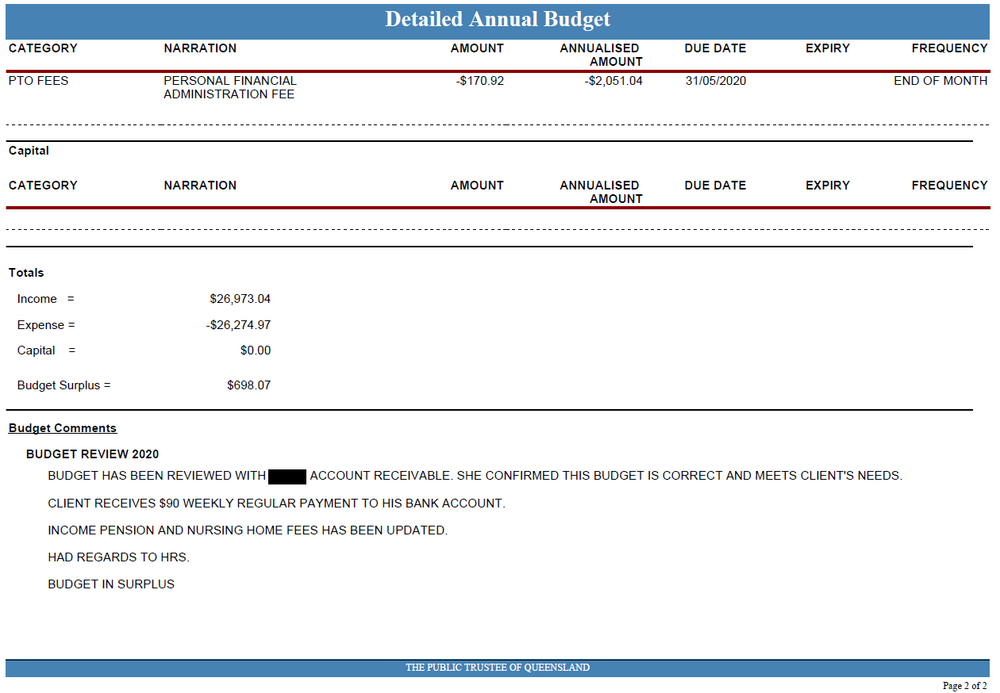 Detailed Annual Budget
CATEGORY NARRATION AMOUNT ANNUALISED AMOUNT DUE DATE EXPIRY FREQUENCY
PTO FEES PERSONAL FINANCIAL -$170.92 -$2,051.04 31/05/2020 END OF MONTH
ADMINISTRATION FEE
Capital
CATEGORY NARRATION AMOUNT ANNUALISED AMOUNT DUE DATE EXPIRY FREQUENCY
Totals
Income = $26,973.04
Expense = -$26,274.97
Capital = $0.00
Budget Surplus = $698.07
Budget Comments
BUDGET REVIEW 2020
BUDGET HAS BEEN REVIEWED WITH ACCOUNT RECEIVABLE. SHE CONFIRMED THIS BUDGET IS CORRECT AND MEETS CLIENT'S NEEDS.
CLIENT RECEIVES $90 WEEKLY REGULAR PAYMENT TO HIS BANK ACCOUNT.
INCOME PENSION AND NURSING HOME FEES HAS BEEN UPDATED.
HAD REGARDS TO HRS.
BUDGET IN SURPLUS
THE PUBLIC TRUSTEE OF QUEENSLAND
Page 2 of 2